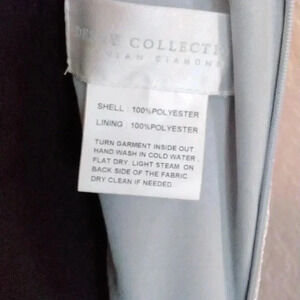 COLLECTI
DIAMOND
SHELL : 100%POLYESTER
LINING : 100%POLYESTER
TURN GARMENT INSIDE OUT
HAND WASH IN COLD WATER .
FLAT DRY. LIGHT STEAM ON
BACK SIDE OF THE FABRIC
DRY CLEAN IF NEEDED.